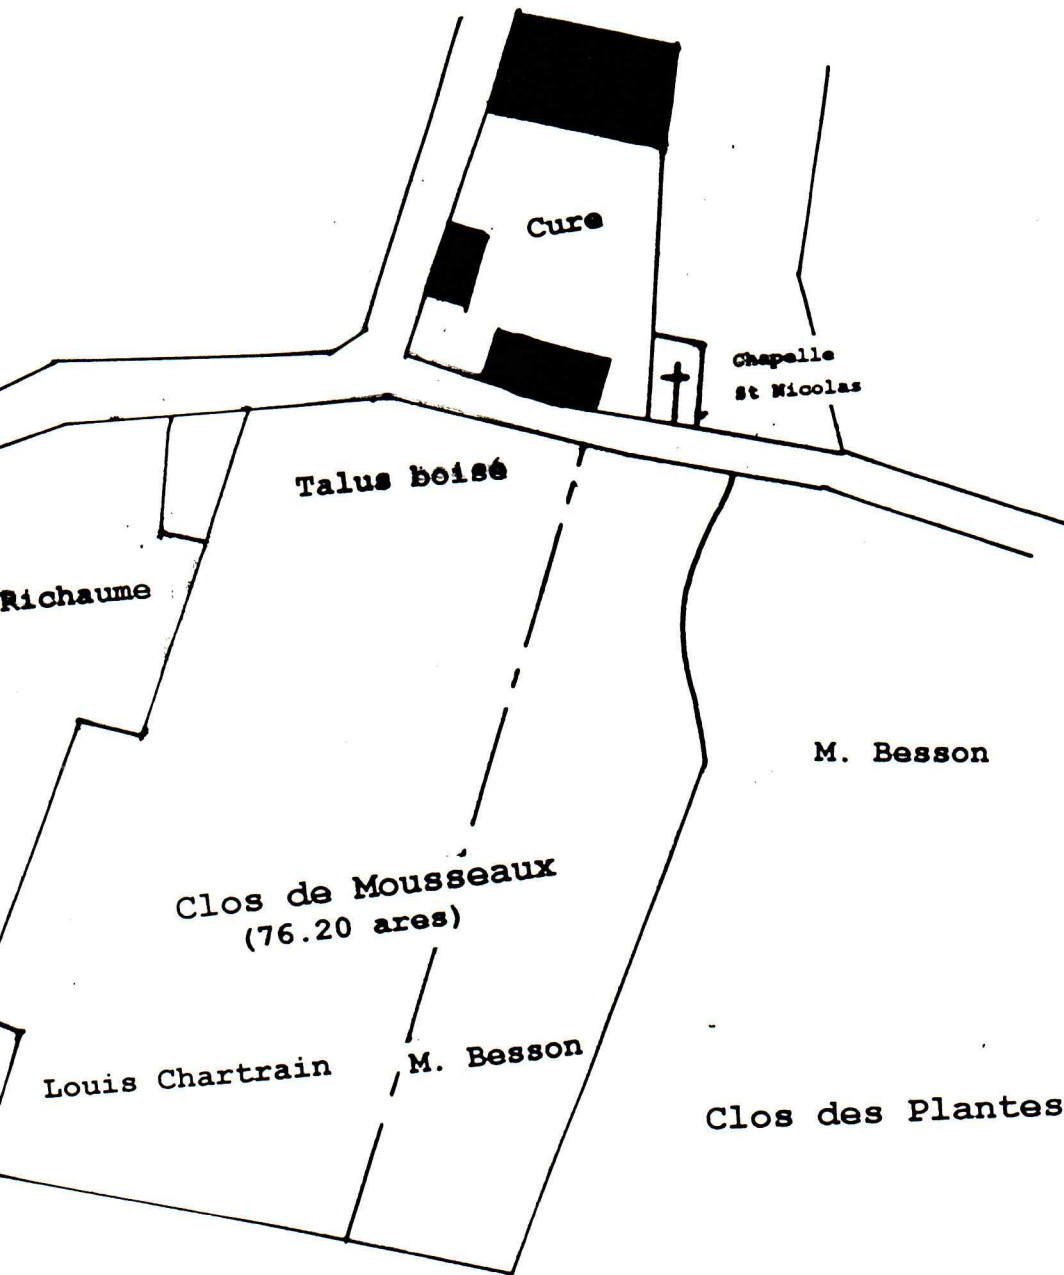 Cure
Chapelle
St Nicolas
Talus boisé
Richaume
M. Besson
Clos de Mousseaux
(76.20 ares)
Louis Chartrain
M. Besson
Clos des Plantes